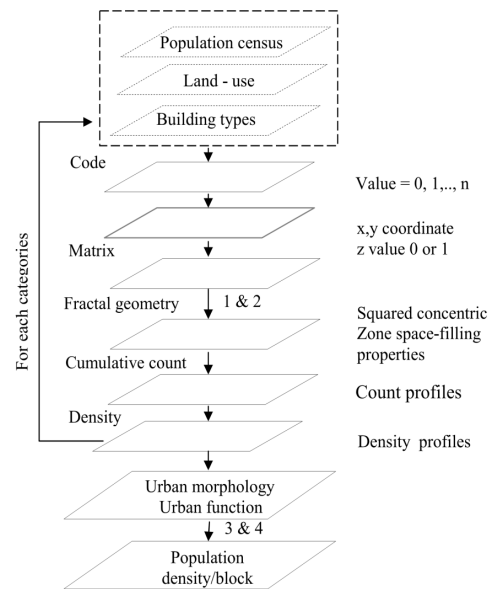 Population census
Land - use
Building types
Code
Value = 0, 1,.., n
x,y coordinate
z value 0 or 1
Matrix
Fractal geometry
1 & 2
Squared concentric
Zone space-filling
properties
Cumulative count
Count profiles
Density
Density profiles
For each categories
Urban morphology
Urban function
3 & 4
Population
density/block